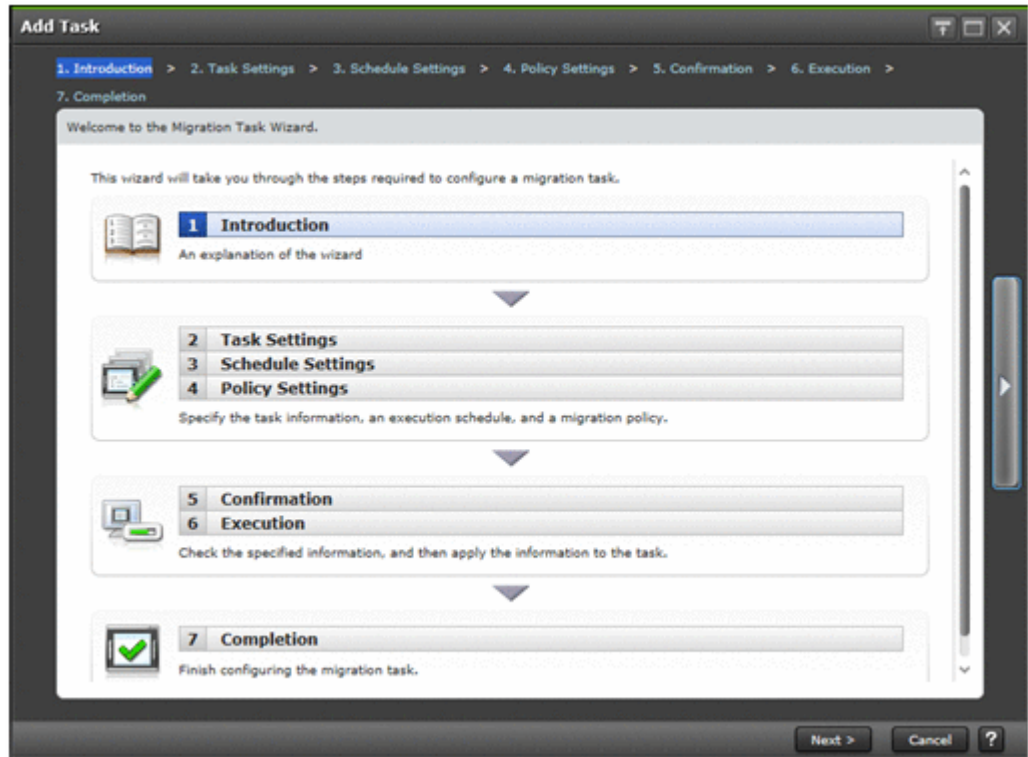 Add Task
1. Introduction > 2. Task Settings > 3. Schedule Settings > 4. Policy Settings > 5. Confirmation > 6. Execution >
7. Completion
Welcome to the Migration Task Wizard.
This wizard will take you through the steps required to configure a migration task.
1 Introduction
An explanation of the wizard
2 Task Settings
3 Schedule Settings
4 Policy Settings
Specify the task information, an execution schedule, and a migration policy.
5 Confirmation
6 Execution
Check the specified information, and then apply the information to the task.
7 Completion
Finish configuring the migration task.
Next > Cancel ?